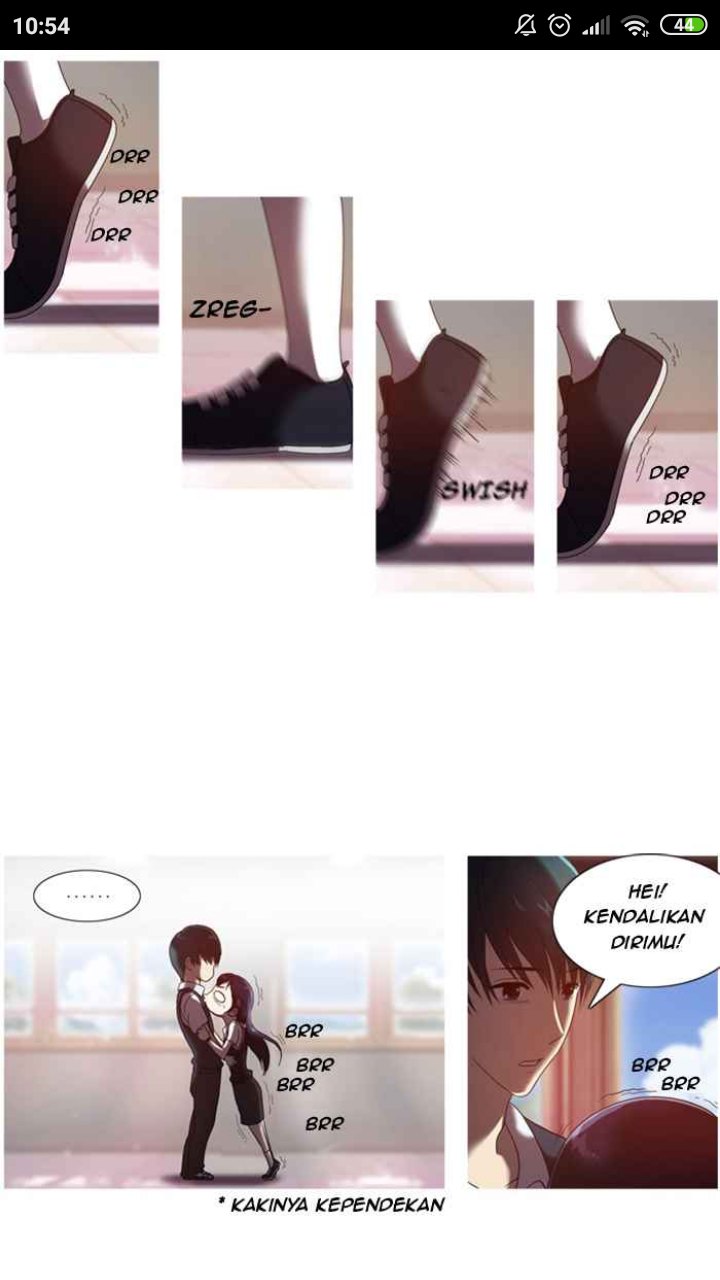 10:54
44
DRR
DRR
DRR
ZREG-
SWISH
DRR
DRR
DRR
......
BRR
BRR
BRR
BRR
* KAKINYA KEPENDEKAN
HEI!
KENDALIKAN
DIRIMU!
BRR
BRR